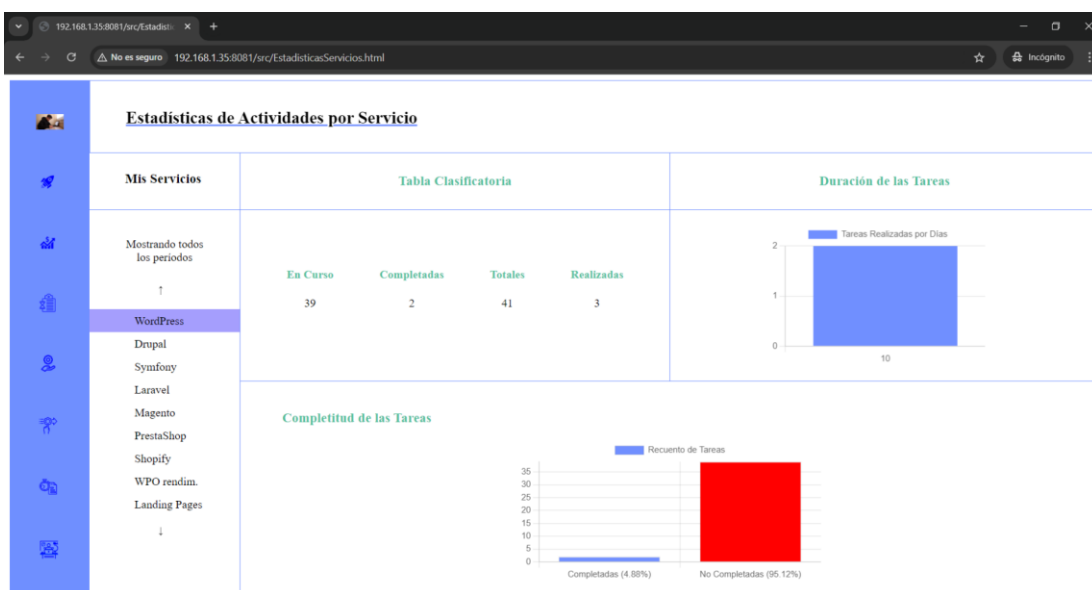 192.168.1.35:8081/src/Estadistic
No es seguro 192.168.1.35:8081/src/EstadisticasServicios.html
Incógnito
Estadísticas de Actividades por Servicio
Mis Servicios
Tabla Clasificatoria
Duración de las Tareas
Mostrando todos
los períodos
↑
WordPress
Drupal
Symfony
Laravel
Magento
PrestaShop
Shopify
WPO rendim.
Landing Pages
↓
En Curso Completadas Totales Realizadas
39 2 41 3
Tareas Realizadas por Días
2
1
0
10
Completitud de las Tareas
Recuento de Tareas
35
30
25
20
15
10
5
0
Completadas (4.88%) No Completadas (95.12%)